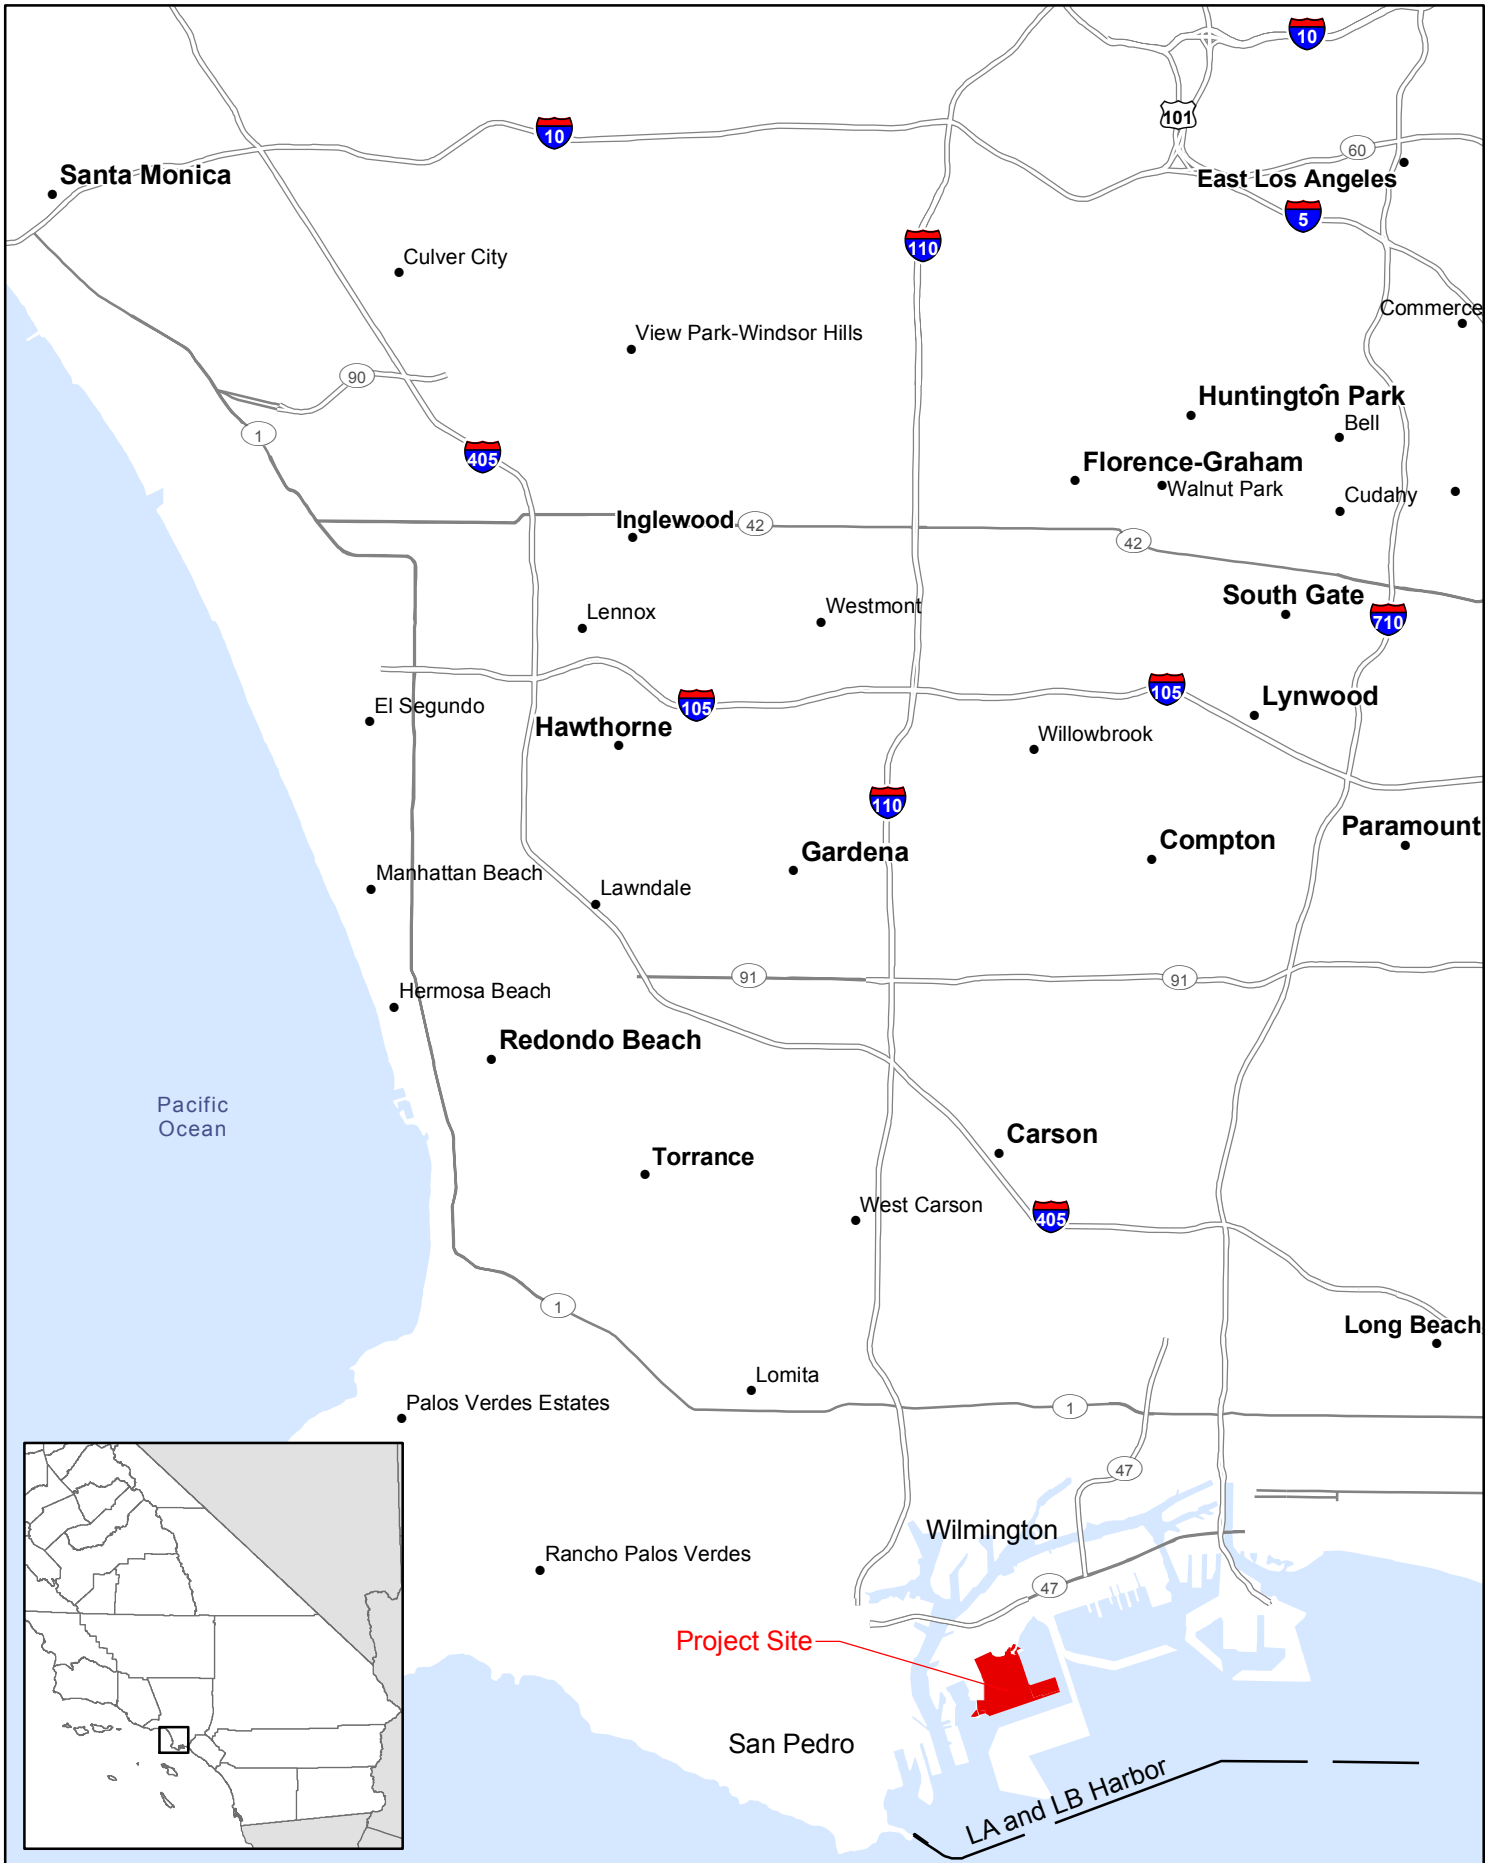 10
10
101
60
Santa Monica
East Los Angeles
5
110
Culver City
Commerce
View Park-Windsor Hills
90
Huntington Park
Bell
1
405
Florence-Graham
Walnut Park
Cudahy
Inglewood
42
42
South Gate
Lennox
Westmont
710
105
105
Lynwood
El Segundo
Hawthorne
Willowbrook
110
Paramount
Gardena
Compton
Manhattan Beach
Lawndale
91
91
Hermosa Beach
Redondo Beach
Pacific
Ocean
Carson
Torrance
West Carson
405
1
Long Beach
Lomita
Palos Verdes Estates
1
47
Wilmington
Rancho Palos Verdes
47
Project Site
San Pedro
LA and LB Harbor